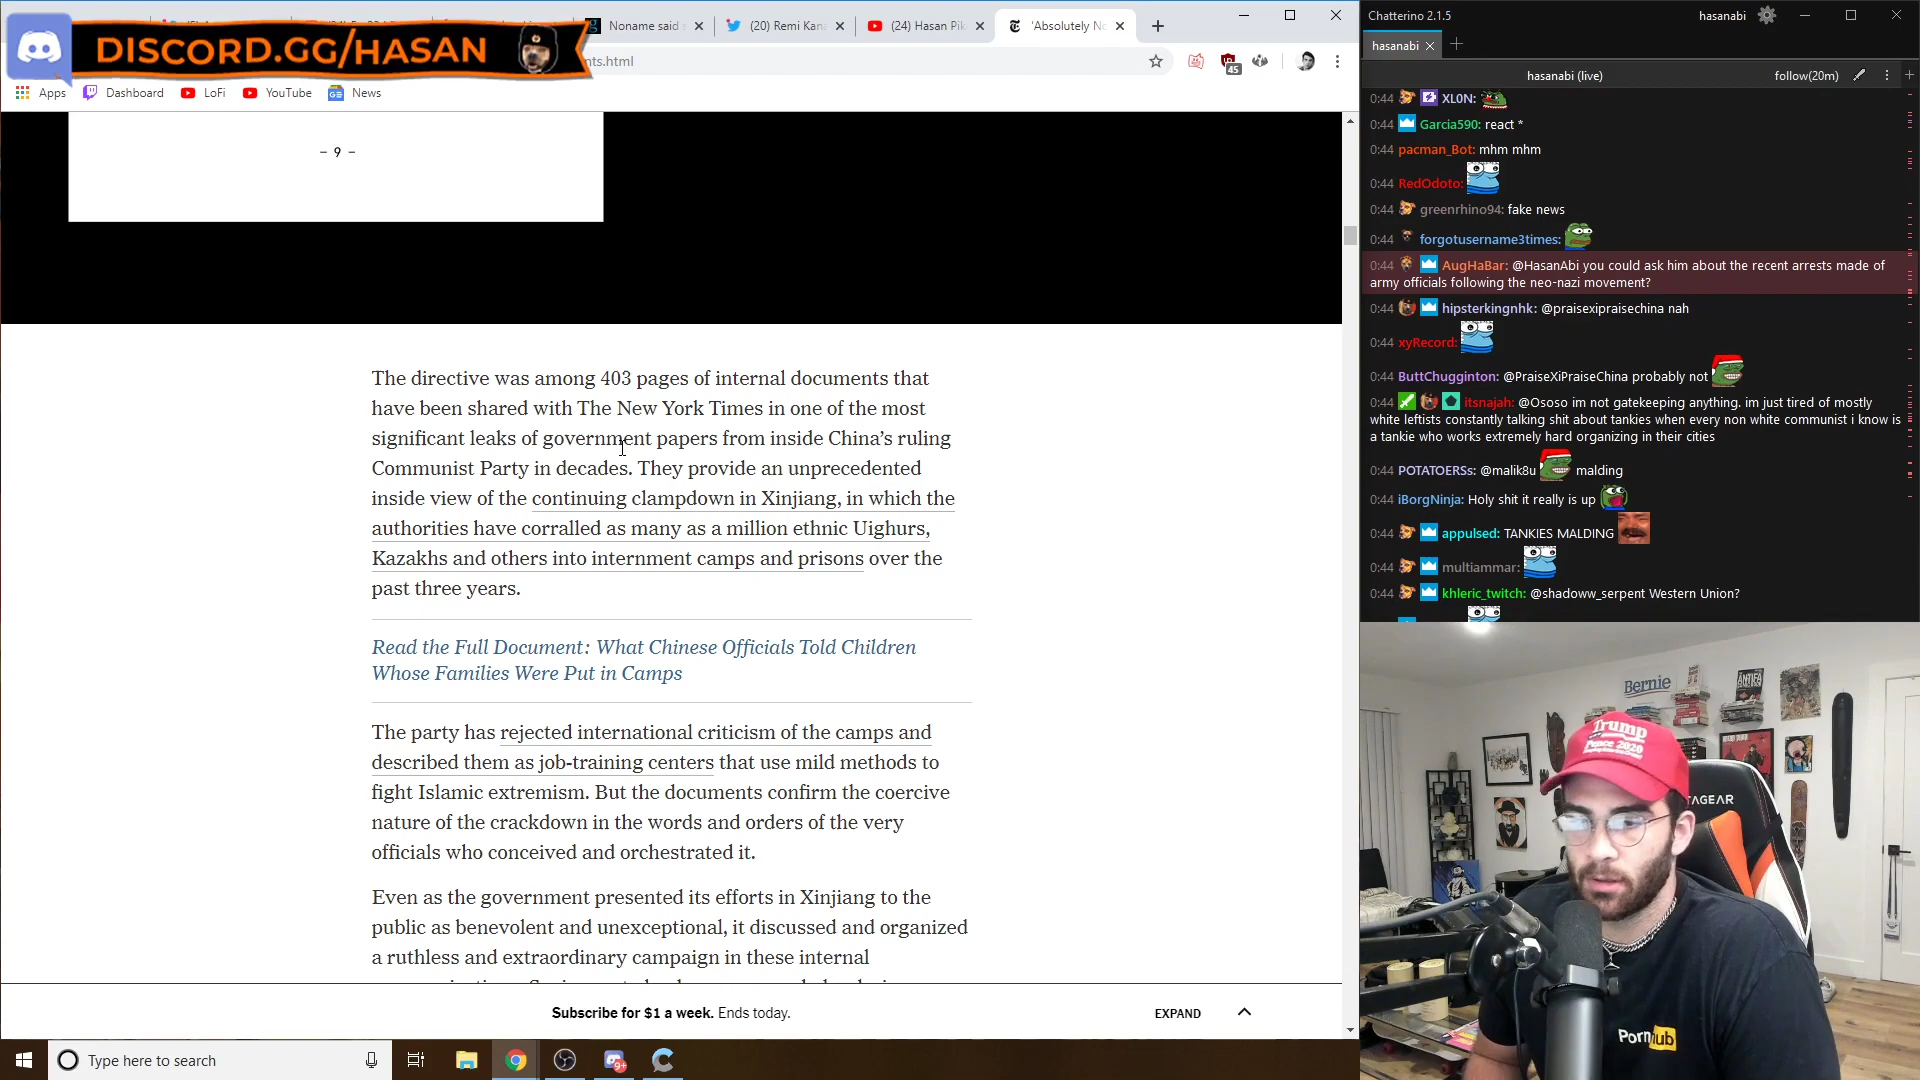 DISCORD.GG/HASAN
Noname said
(20) Remi Kana
(24) Hasan Pik
'Absolutely No
nts.html
45
Apps
Dashboard
LoFi
YouTube
News
– 9 –
The directive was among 403 pages of internal documents that
have been shared with The New York Times in one of the most
significant leaks of government papers from inside China's ruling
Communist Party in decades. They provide an unprecedented
inside view of the continuing clampdown in Xinjiang, in which the
authorities have corralled as many as a million ethnic Uighurs,
Kazakhs and others into internment camps and prisons over the
past three years.
Read the Full Document: What Chinese Officials Told Children
Whose Families Were Put in Camps
The party has rejected international criticism of the camps and
described them as job-training centers that use mild methods to
fight Islamic extremism. But the documents confirm the coercive
nature of the crackdown in the words and orders of the very
officials who conceived and orchestrated it.
Even as the government presented its efforts in Xinjiang to the
public as benevolent and unexceptional, it discussed and organized
a ruthless and extraordinary campaign in these internal
Subscribe for $1 a week. Ends today.
EXPAND
Type here to search
9+
Chatterino 2.1.5
hasanabi
hasanabi
hasanabi (live)
follow(20m)
0:44 XL0N:
0:44 Garcia590: react *
0:44 pacman_Bot: mhm mhm
0:44 RedOdoto:
0:44 greenrhino94: fake news
0:44 forgotusername3times:
0:44 AugHaBar: @HasanAbi you could ask him about the recent arrests made of
army officials following the neo-nazi movement?
0:44 hipsterkingnhk: @praisexipraisechina nah
0:44 xyRecord:
0:44 ButtChugginton: @PraiseXiPraiseChina probably not
0:44 itsnajah: @Ososo im not gatekeeping anything. im just tired of mostly
white leftists constantly talking shit about tankies when every non white communist i know is
a tankie who works extremely hard organizing in their cities
0:44 POTATOERSs: @malik8u malding
0:44 iBorgNinja: Holy shit it really is up
0:44 appulsed: TANKIES MALDING
0:44 multiammar:
0:44 khleric_twitch: @shadoww_serpent Western Union?
Bernie
ANTIFA
Trump
Peace 2020
TAGEAR
Pornhub